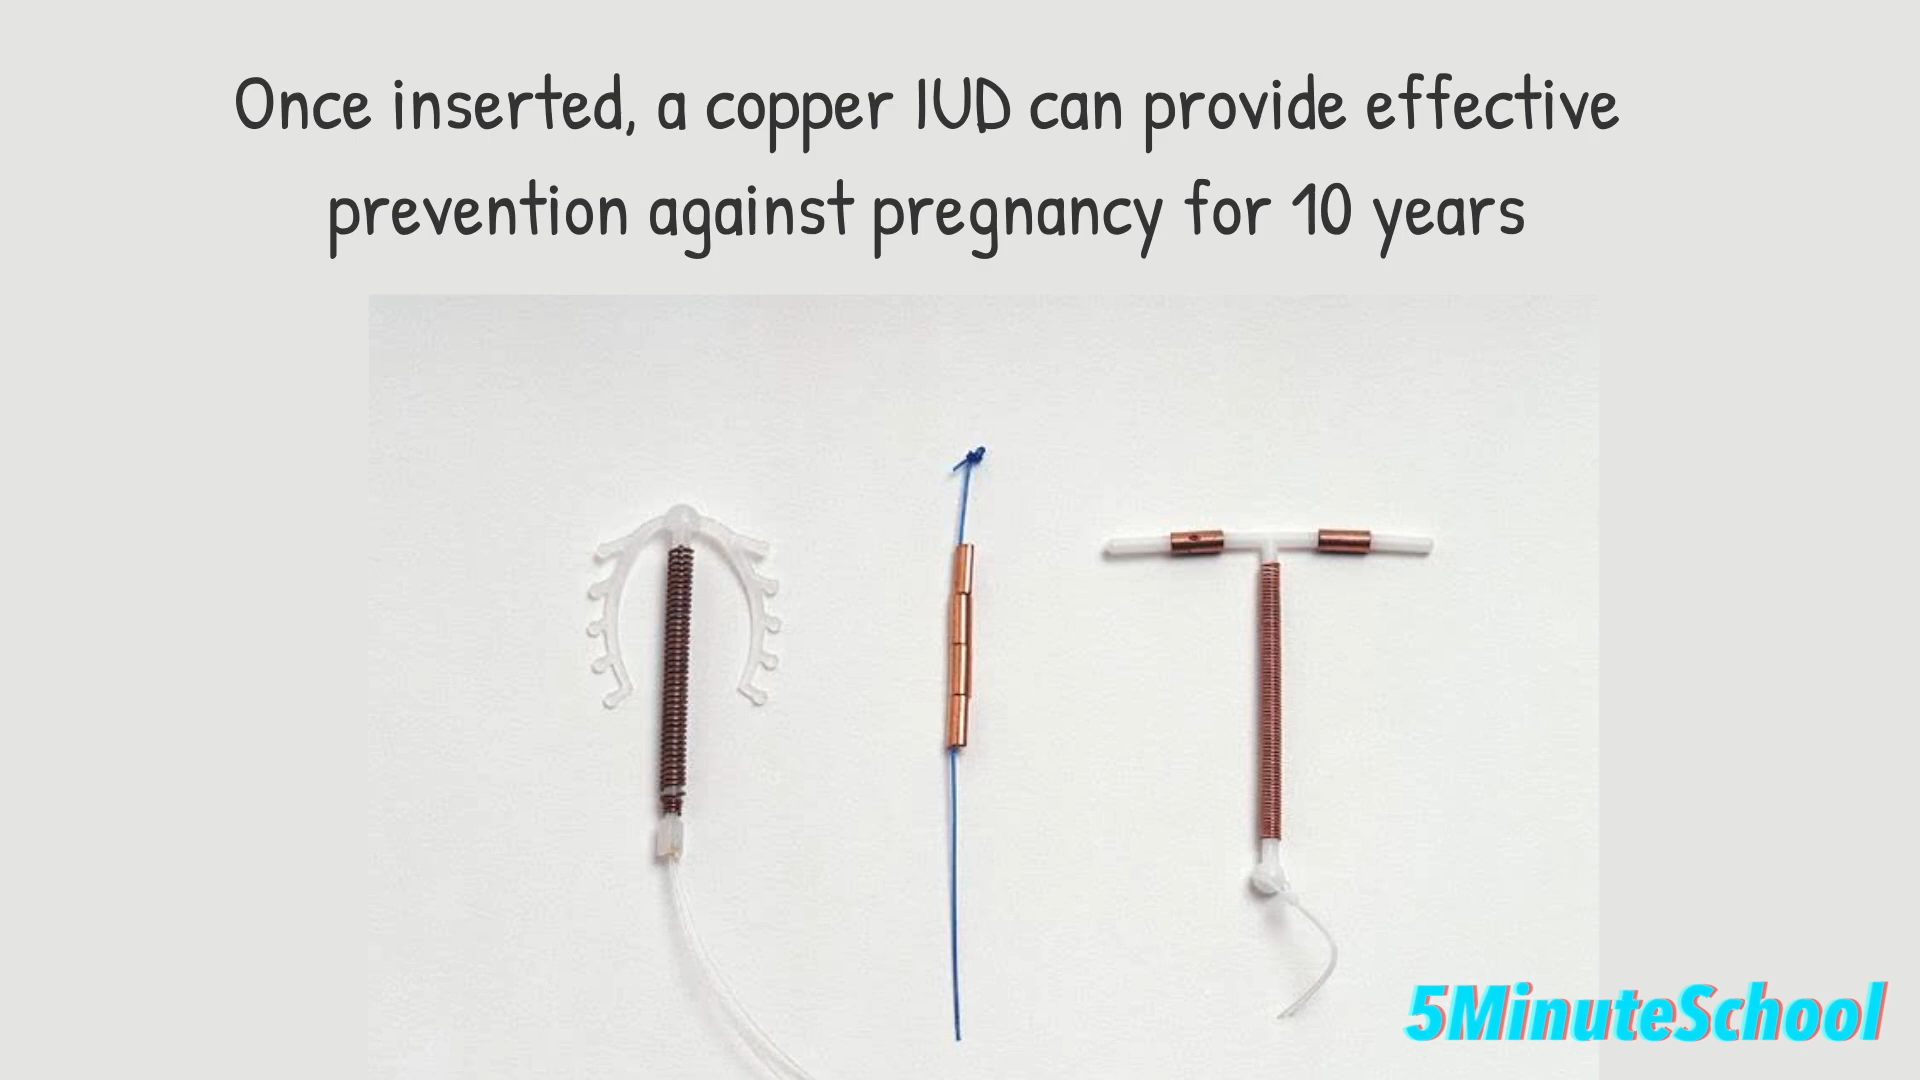 Once inserted, a copper IUD can provide effective
prevention against pregnancy for 10 years
5MinuteSchool